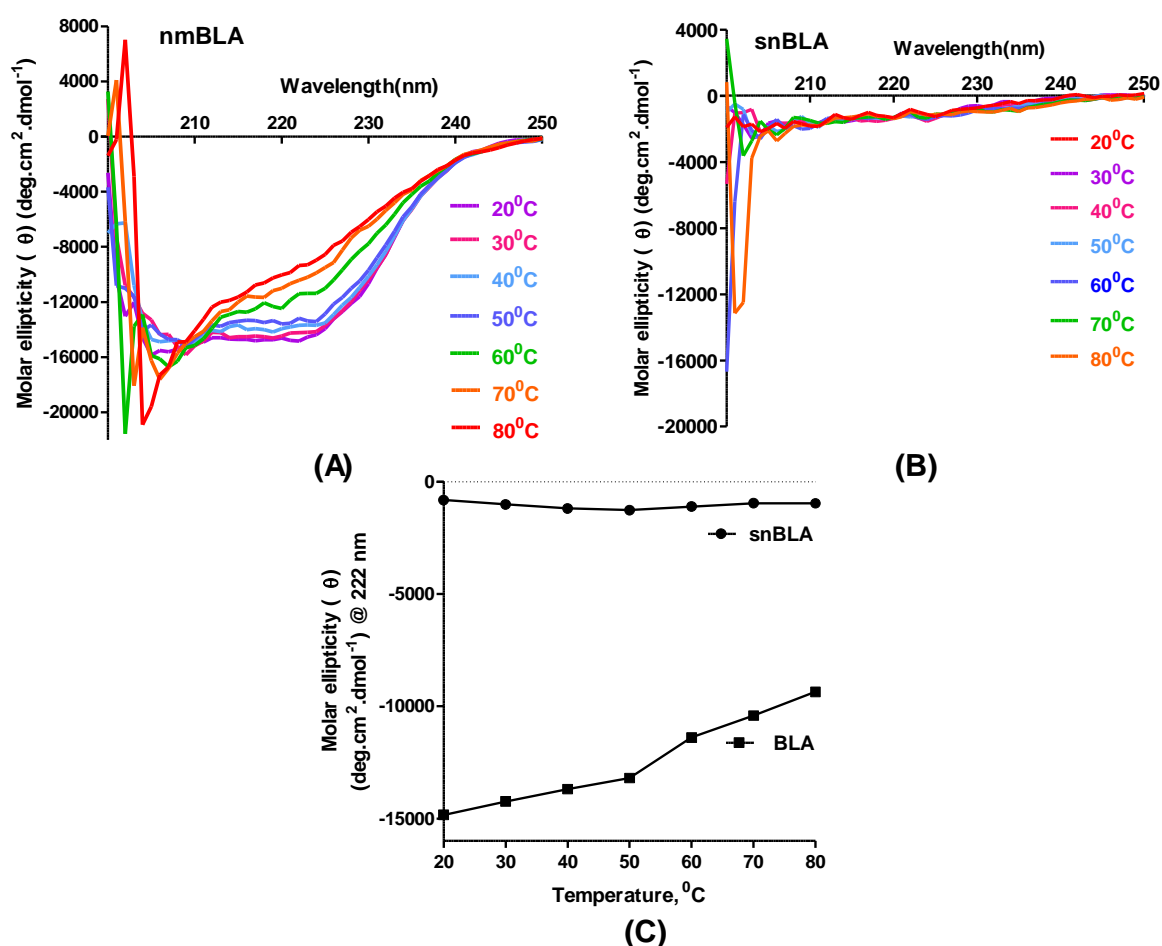 nmBLA
Wavelength(nm)
8000
4000
0
-4000
-8000
-12000
-16000
-20000
210 220 230 240 250
Molar ellipticity ( θ) (deg.cm².dmol⁻¹)
20⁰C
30⁰C
40⁰C
50⁰C
60⁰C
70⁰C
80⁰C
(A)
snBLA
Wavelength(nm)
4000
0
-4000
-8000
-12000
-16000
-20000
210 220 230 240 250
Molar ellipticity ( θ) (deg.cm².dmol⁻¹)
20⁰C
30⁰C
40⁰C
50⁰C
60⁰C
70⁰C
80⁰C
(B)
0
-5000
-10000
-15000
Molar ellipticity ( θ)
(deg.cm².dmol⁻¹) @ 222 nm
snBLA
BLA
20 30 40 50 60 70 80
Temperature, ⁰C
(C)